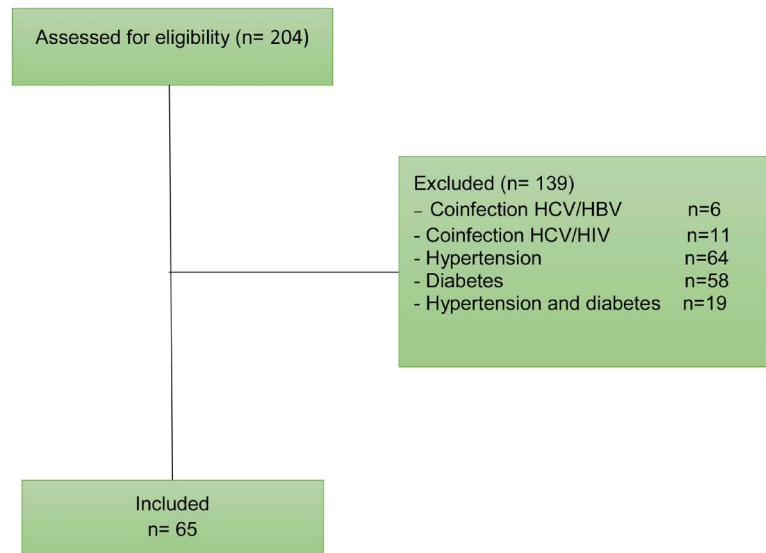 Assessed for eligibility (n= 204)
Excluded (n= 139)
– Coinfection HCV/HBV n=6
- Coinfection HCV/HIV n=11
- Hypertension n=64
- Diabetes n=58
- Hypertension and diabetes n=19
Included
n= 65